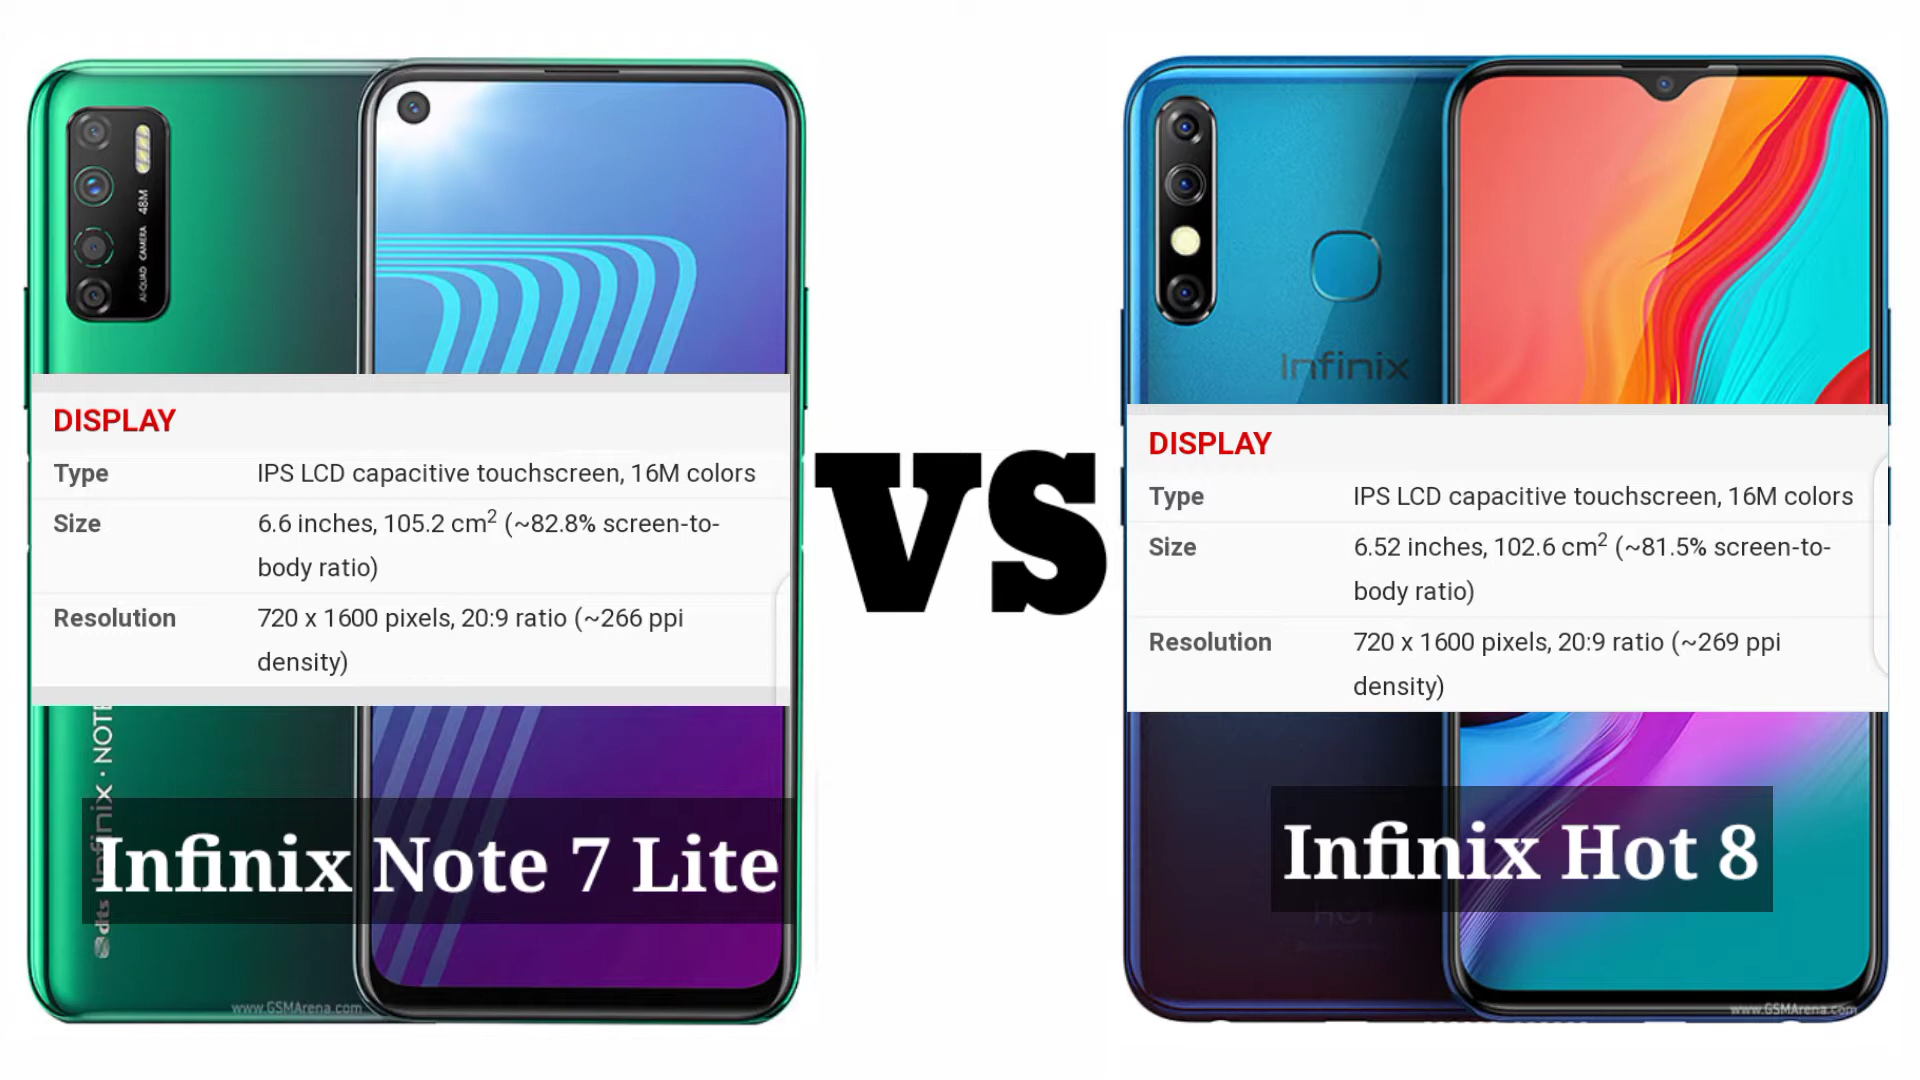 AI-QUAD CAMERA 48M
DISPLAY
Type IPS LCD capacitive touchscreen, 16M colors
Size 6.6 inches, 105.2 cm² (~82.8% screen-to-
body ratio)
Resolution 720 x 1600 pixels, 20:9 ratio (~266 ppi
density)
dts Infinix · NOTE
Infinix Note 7 Lite
www.GSMArena.com
VS
Infinix
DISPLAY
Type IPS LCD capacitive touchscreen, 16M colors
Size 6.52 inches, 102.6 cm² (~81.5% screen-to-
body ratio)
Resolution 720 x 1600 pixels, 20:9 ratio (~269 ppi
density)
Infinix Hot 8
HOT
www.GSMArena.com